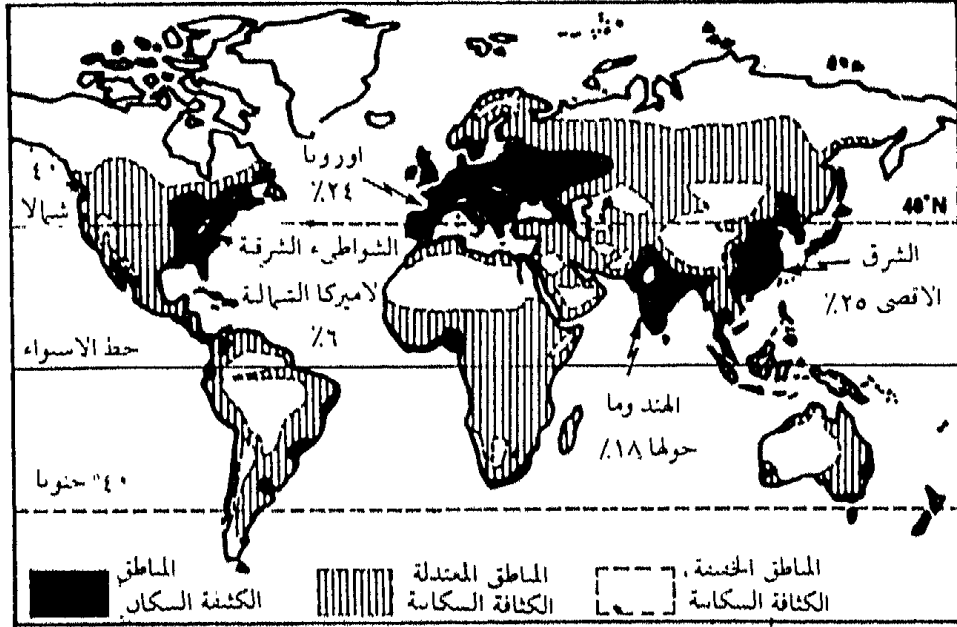 اوروبا
٢٤٪
٤٠
شمالا
40°N
الشواطىء الشرقية
لاميركا الشمالية
٦٪
الشرق
الاقصى ٢٥٪
خط الاستواء
الهند وما
حولها ١٨٪
٤٠° جنوبا
المناطق
الكثيفة السكان
المناطق المعتدلة
الكثافة السكانية
المناطق الخفيفة
الكثافة السكانية